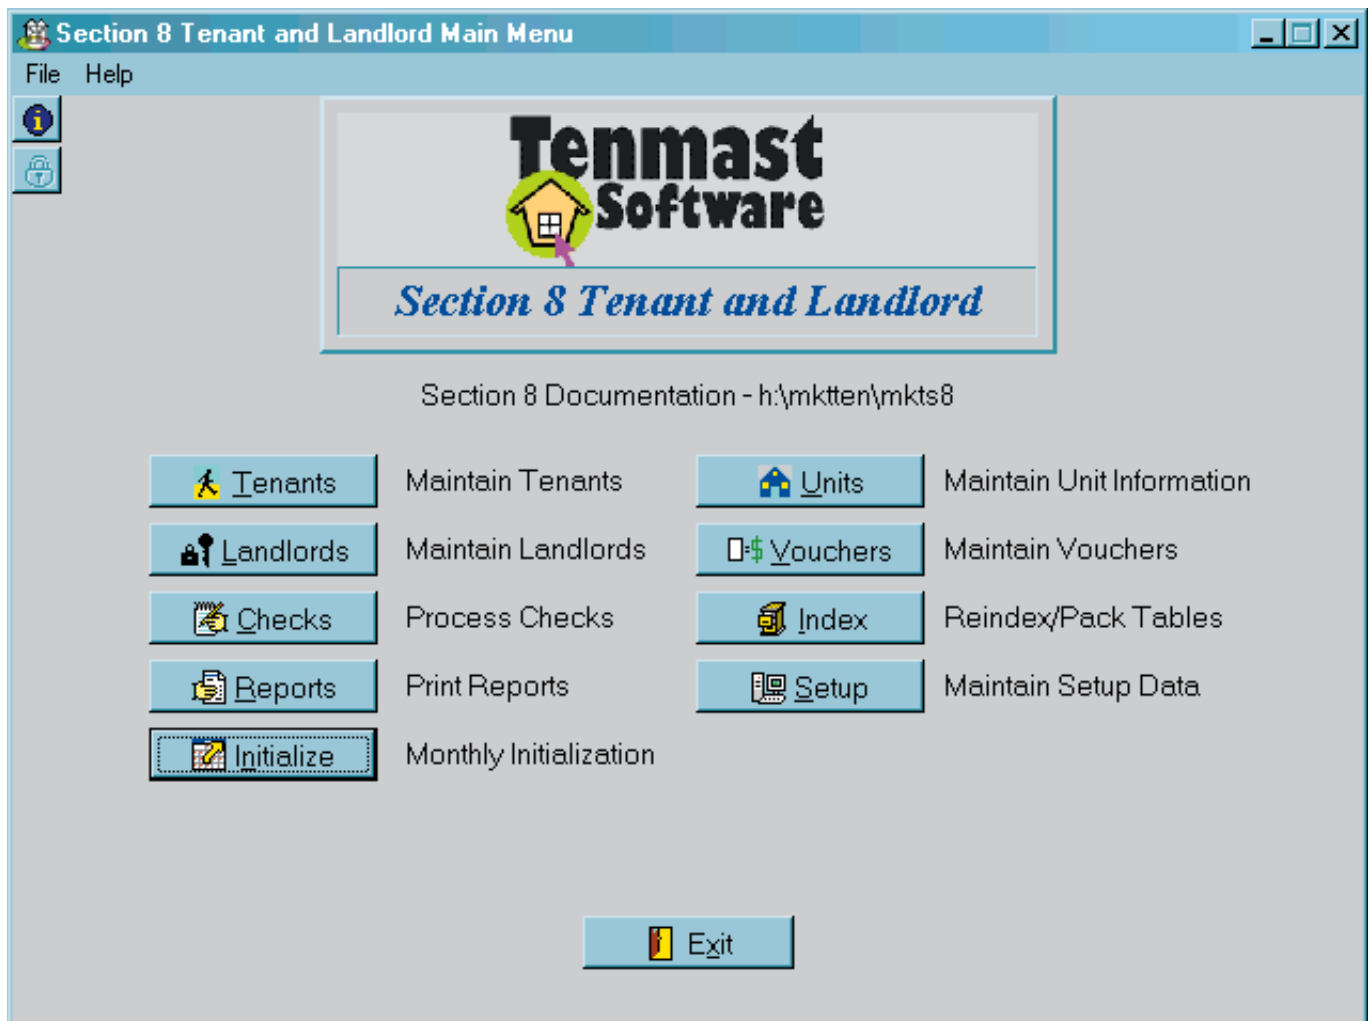 Section 8 Tenant and Landlord Main Menu
File Help
Tenmast
Software
Section 8 Tenant and Landlord
Section 8 Documentation - h:\mktten\mkts8
Tenants Maintain Tenants Units Maintain Unit Information
Landlords Maintain Landlords Vouchers Maintain Vouchers
Checks Process Checks Index Reindex/Pack Tables
Reports Print Reports Setup Maintain Setup Data
Initialize Monthly Initialization
Exit